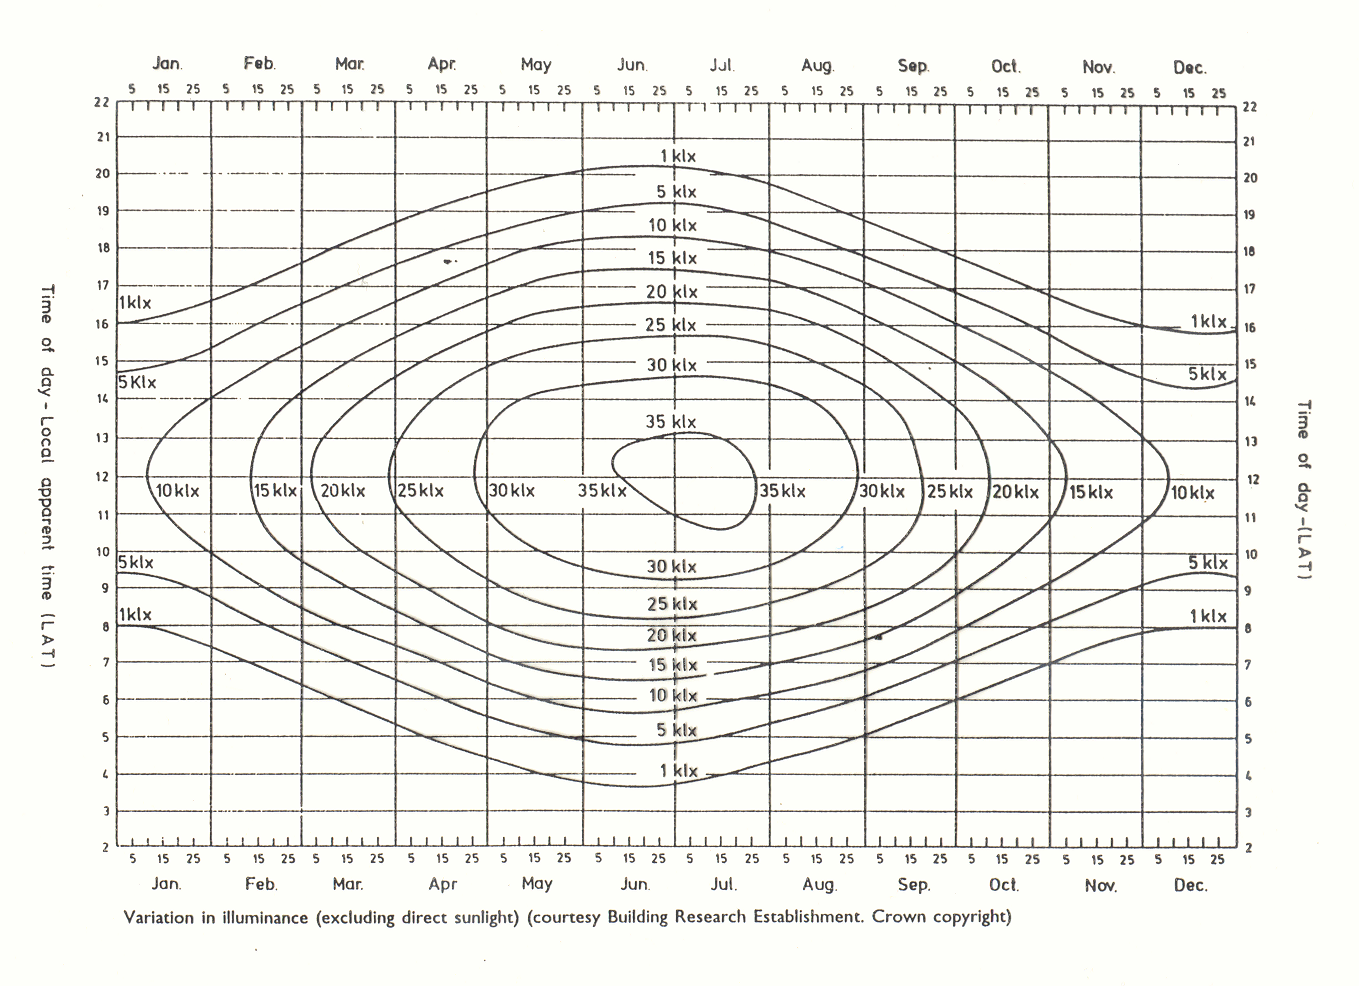 Jan. Feb. Mar. Apr. May Jun. Jul. Aug. Sep. Oct. Nov. Dec.
5 15 25 5 15 25 5 15 25 5 15 25 5 15 25 5 15 25 5 15 25 5 15 25 5 15 25 5 15 25 5 15 25 5 15 25
22 22
21 21
1 klx
20 20
5 klx
19 19
10 klx
18 18
15 klx
17 17
1klx 20 klx
16 1klx 16
25 klx
15 30 klx 15
5Klx 5klx
14 14
35 klx
13 13
12 12
10klx 15klx 20klx 25klx 30klx 35klx 35klx 30klx 25klx 20klx 15klx 10klx
11 11
10 10
5klx 30 klx 5 klx
9 9
1klx 25 klx 1 klx
8 8
20 klx
7 15 klx 7
6 10 klx 6
5 5 klx 5
4 1 klx 4
3 3
2 2
5 15 25 5 15 25 5 15 25 5 15 25 5 15 25 5 15 25 5 15 25 5 15 25 5 15 25 5 15 25 5 15 25 5 15 25
Jan. Feb. Mar. Apr May Jun. Jul. Aug. Sep. Oct. Nov. Dec.
Time of day - Local apparent time (LAT)
Time of day-(LAT)
Variation in illuminance (excluding direct sunlight) (courtesy Building Research Establishment. Crown copyright)